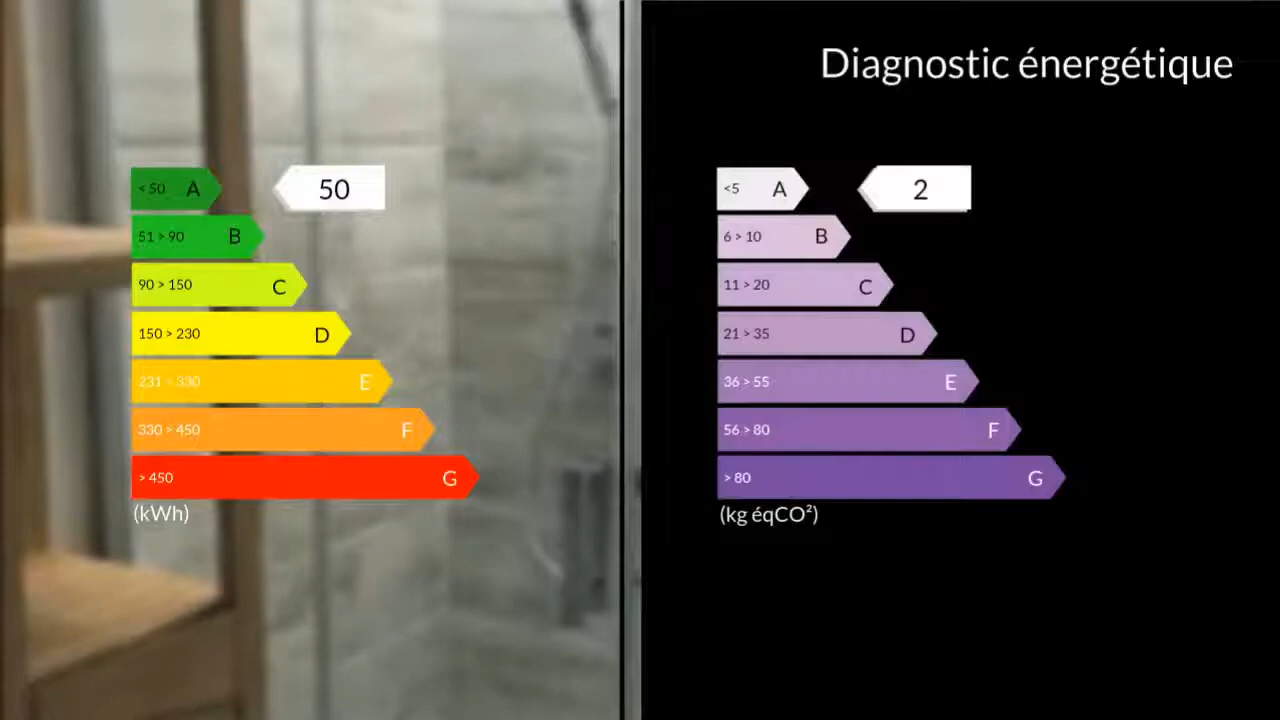 Diagnostic énergétique
< 50 A 50
51 > 90 B
90 > 150 C
150 > 230 D
231 > 330 E
330 > 450 F
> 450 G
(kWh)
<5 A 2
6 > 10 B
11 > 20 C
21 > 35 D
36 > 55 E
56 > 80 F
> 80 G
(kg éqCO²)